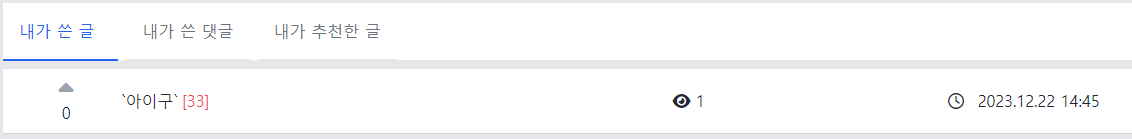 내가 쓴 글 내가 쓴 댓글 내가 추천한 글
0 `아이구` [33] 1 2023.12.22 14:45